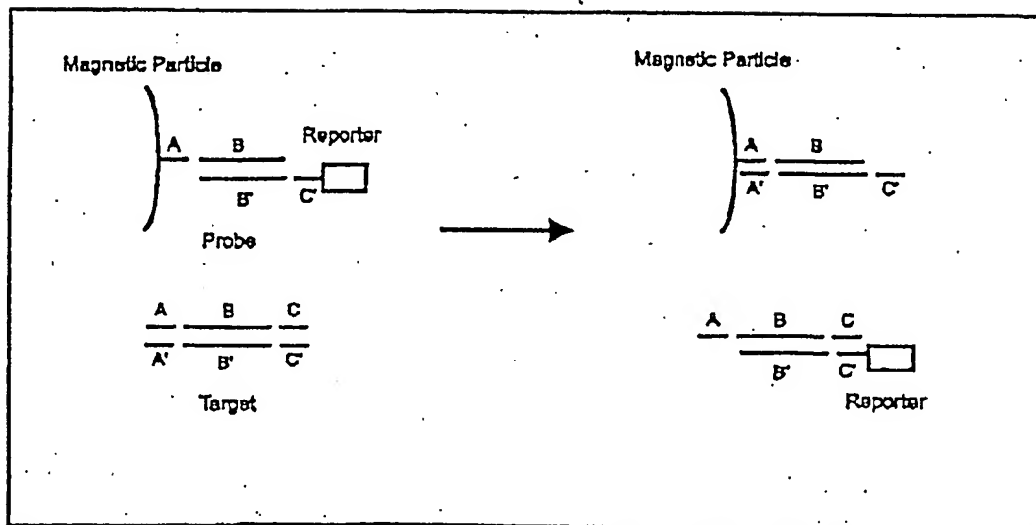 Magnetic Particle
Magnetic Particle
A B Reporter
B' C'
Probe
A B
A' B' C'
A B C
A' B' C'
Target
A B C
B' C'
Reporter